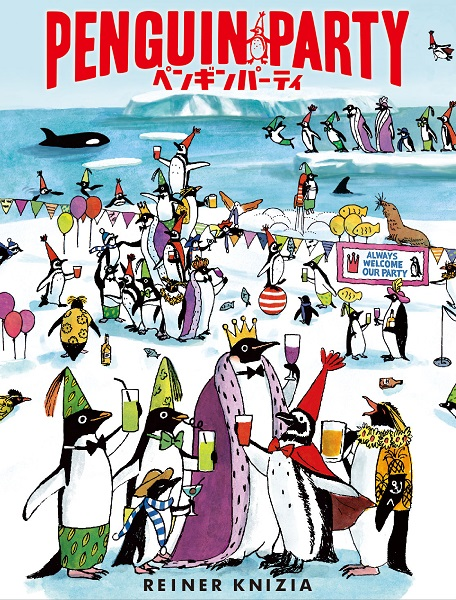 PENGUIN PARTY
ペンギンパーティ
ALWAYS
WELCOME
OUR PARTY
REINER KNIZIA